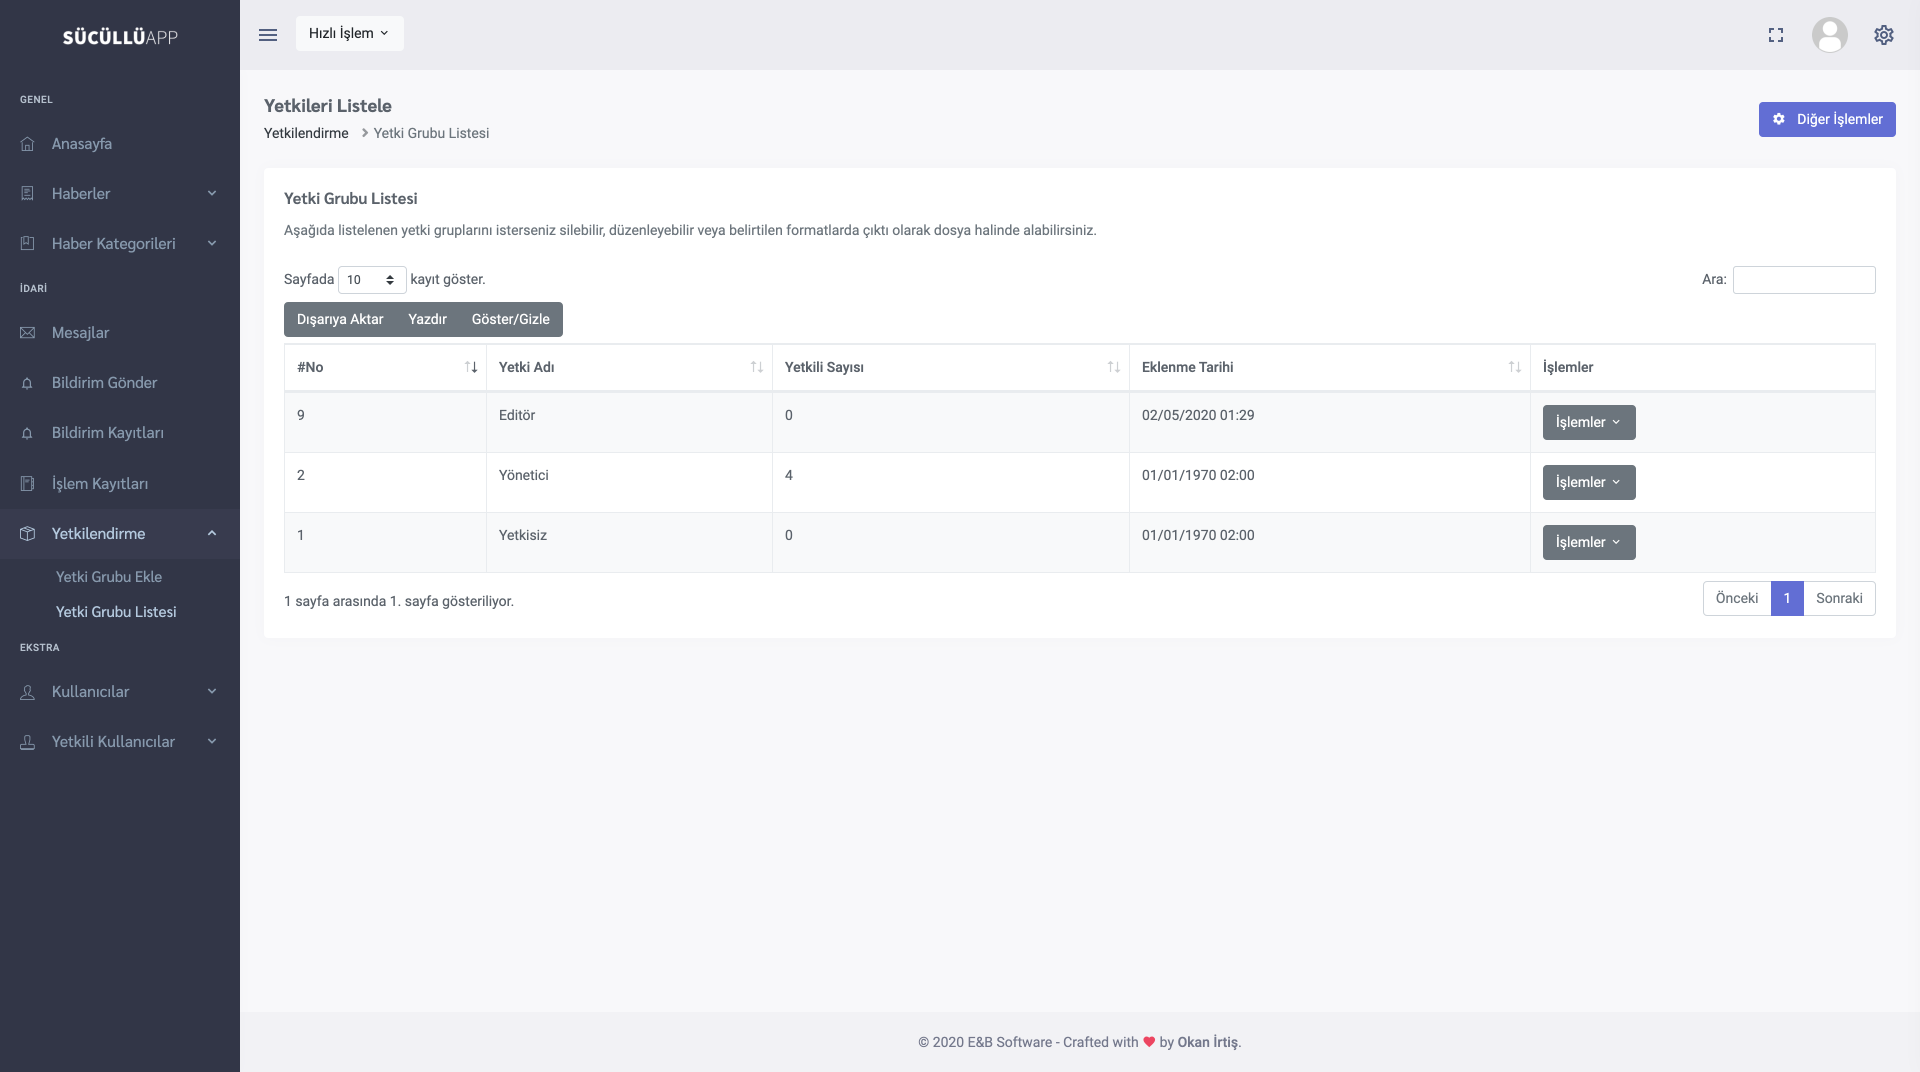 SÜCÜLLÜAPP
GENEL
Anasayfa
Haberler
Haber Kategorileri
İDARİ
Mesajlar
Bildirim Gönder
Bildirim Kayıtları
İşlem Kayıtları
Yetkilendirme
Yetki Grubu Ekle
Yetki Grubu Listesi
EKSTRA
Kullanıcılar
Yetkili Kullanıcılar
Hızlı İşlem
Yetkileri Listele
Yetkilendirme > Yetki Grubu Listesi
Diğer İşlemler
Yetki Grubu Listesi
Aşağıda listelenen yetki gruplarını isterseniz silebilir, düzenleyebilir veya belirtilen formatlarda çıktı olarak dosya halinde alabilirsiniz.
Sayfada 10 kayıt göster. Ara:
Dışarıya Aktar Yazdır Göster/Gizle
#No Yetki Adı Yetkili Sayısı Eklenme Tarihi İşlemler
9 Editör 0 02/05/2020 01:29 İşlemler
2 Yönetici 4 01/01/1970 02:00 İşlemler
1 Yetkisiz 0 01/01/1970 02:00 İşlemler
1 sayfa arasında 1. sayfa gösteriliyor. Önceki 1 Sonraki
© 2020 E&B Software - Crafted with ♥ by Okan İrtiş.